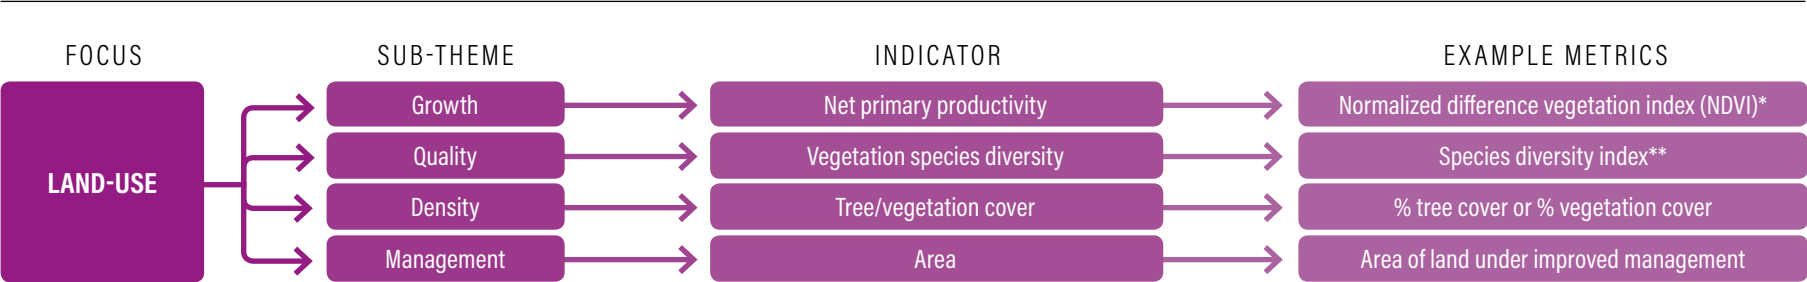 FOCUS SUB-THEME INDICATOR EXAMPLE METRICS
LAND-USE
Growth Net primary productivity Normalized difference vegetation index (NDVI)*
Quality Vegetation species diversity Species diversity index**
Density Tree/vegetation cover % tree cover or % vegetation cover
Management Area Area of land under improved management